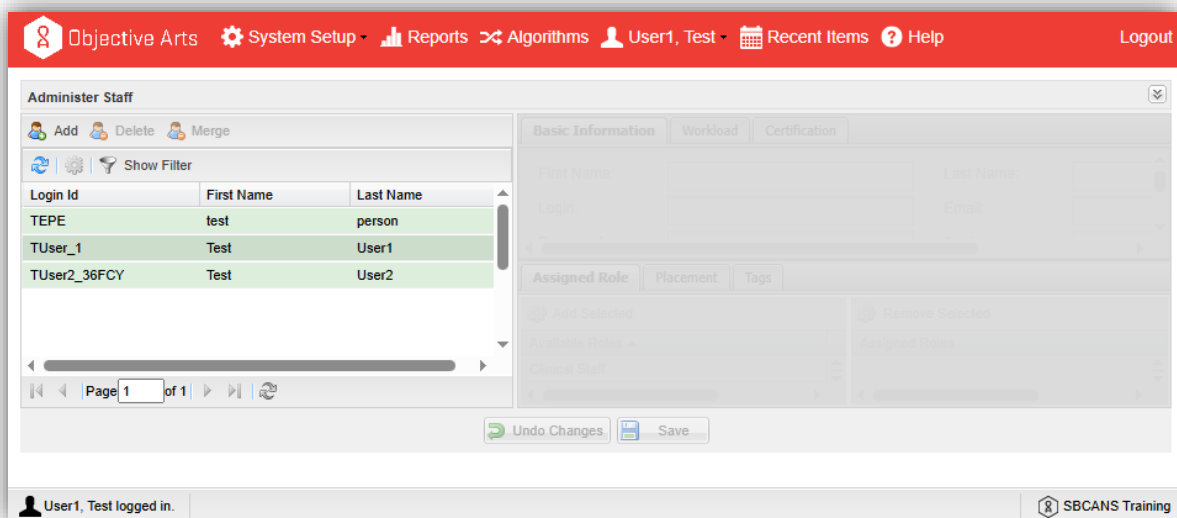 Objective Arts System Setup Reports Algorithms User1, Test Recent Items Help Logout
Administer Staff
Add Delete Merge
Show Filter
Login Id First Name Last Name
TEPE test person
TUser_1 Test User1
TUser2_36FCY Test User2
Page 1 of 1
Basic Information Workload Certification
First Name: Last Name:
Login: Email:
Assigned Role Placement Tags
Add Selected Remove Selected
Available Roles Assigned Roles
Clinical Staff
Undo Changes Save
User1, Test logged in. SBCANS Training